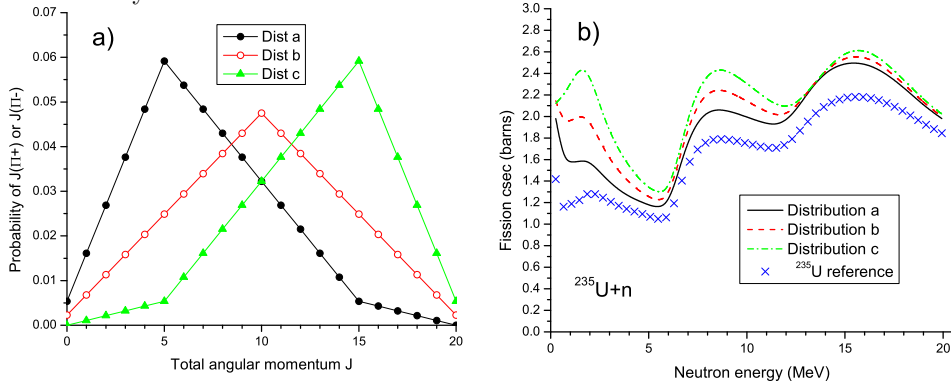 y
a)
Dist a
Dist b
Dist c
Probability of J(Π+) or J(Π-)
0.07
0.06
0.05
0.04
0.03
0.02
0.01
0.00
0 5 10 15 20
Total angular momentum J
b)
Fission csec (barns)
3.0
2.8
2.6
2.4
2.2
2.0
1.8
1.6
1.4
1.2
1.0
0.8
0.6
0.4
0.2
0.0
Distribution a
Distribution b
Distribution c
²³⁵U reference
²³⁵U+n
0 5 10 15 20
Neutron energy (MeV)